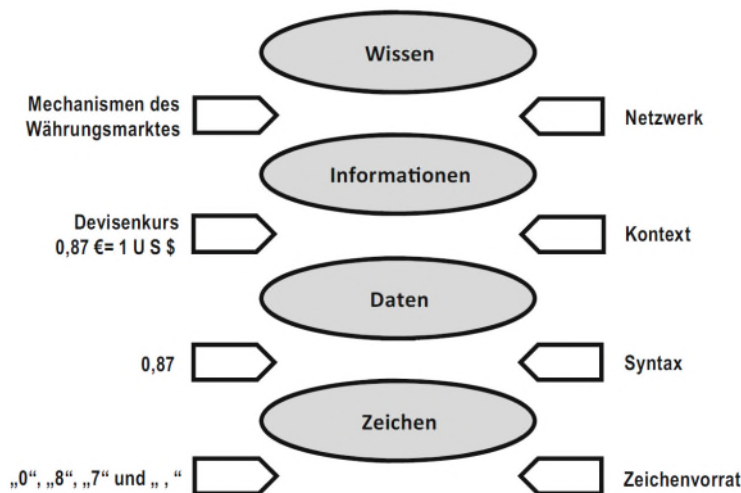 Wissen
Mechanismen des
Währungsmarktes
Netzwerk
Informationen
Devisenkurs
0,87 €= 1 U S $
Kontext
Daten
0,87
Syntax
Zeichen
„0“, „8“, „7“ und „ , “
Zeichenvorrat